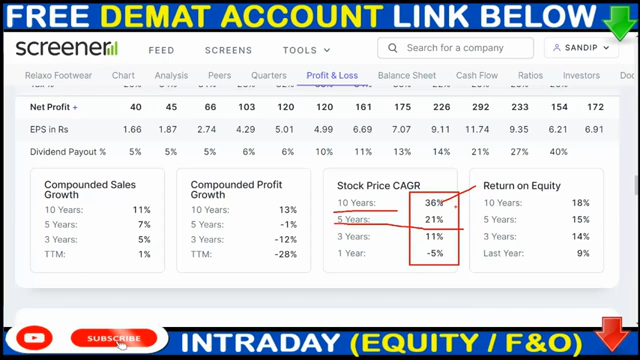 FREE DEMAT ACCOUNT LINK BELOW
screener FEED SCREENS TOOLS Search for a company SANDIP
Relaxo Footwear Chart Analysis Peers Quarters Profit & Loss Balance Sheet Cash Flow Ratios Investors Doc
Net Profit + 40 45 66 103 120 120 161 175 226 292 233 154 172
EPS in Rs 1.66 1.87 2.74 4.29 5.01 4.99 6.69 7.07 9.11 11.74 9.35 6.21 6.91
Dividend Payout % 5% 5% 5% 6% 6% 10% 11% 13% 14% 21% 27% 40%
Compounded Sales Growth
10 Years: 11%
5 Years: 7%
3 Years: 5%
TTM: 1%
Compounded Profit Growth
10 Years: 13%
5 Years: -1%
3 Years: -12%
TTM: -28%
Stock Price CAGR
10 Years: 36%
5 Years: 21%
3 Years: 11%
1 Year: -5%
Return on Equity
10 Years: 18%
5 Years: 15%
3 Years: 14%
Last Year: 9%
SUBSCRIBE
INTRADAY (EQUITY / F&O)